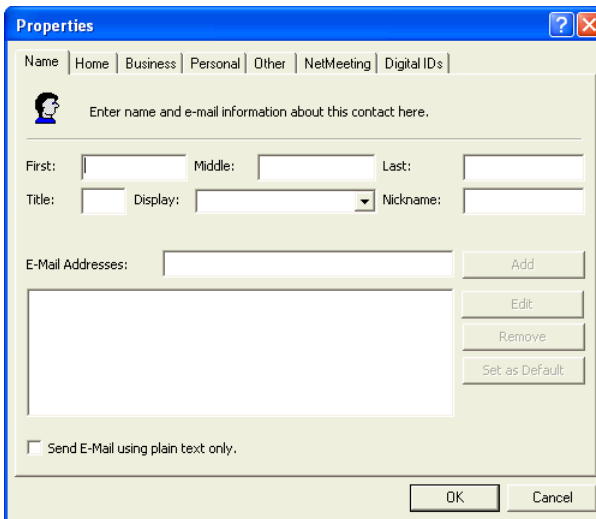 Properties
Name Home Business Personal Other NetMeeting Digital IDs
Enter name and e-mail information about this contact here.
First: Middle: Last:
Title: Display: Nickname:
E-Mail Addresses: Add
Edit
Remove
Set as Default
Send E-Mail using plain text only.
OK Cancel